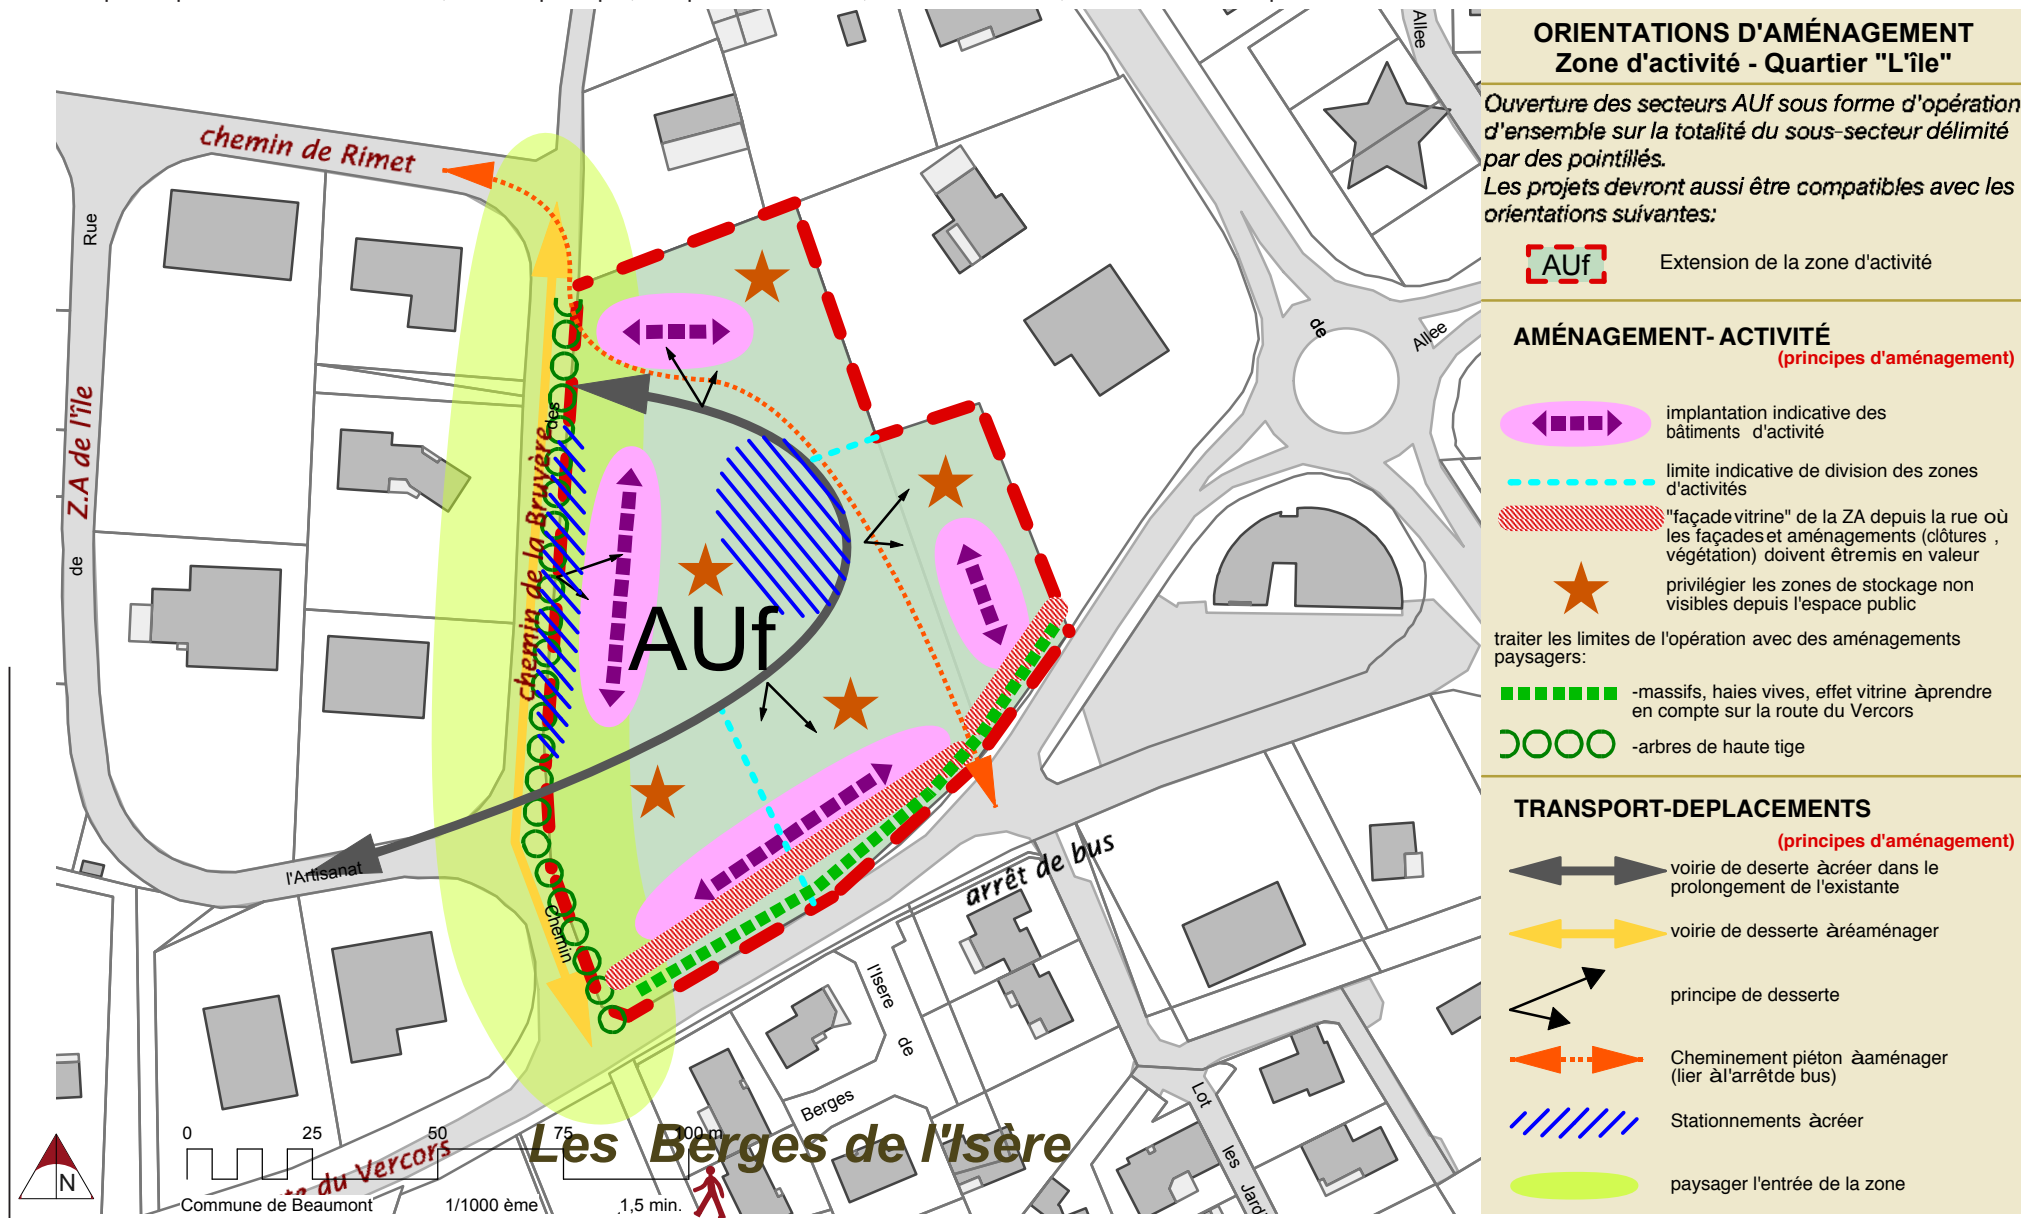 chemin de Rimet
Rue
Z.A de l'île
de
chemin de la Bruyère
des
AUf
l'Artisanat
Chemin
arrêt de bus
l'Isere
de
Berges
Les Berges de l'Isère
Lot
les
Allee
de
Allee
0 25 50 75 100 m
du Vercors
N
Commune de Beaumont 1/1000 ème 1,5 min.
ORIENTATIONS D'AMÉNAGEMENT
Zone d'activité - Quartier "L'île"
Ouverture des secteurs AUf sous forme d'opération
d'ensemble sur la totalité du sous-secteur délimité
par des pointillés.
Les projets devront aussi être compatibles avec les
orientations suivantes:
AUf Extension de la zone d'activité
AMÉNAGEMENT- ACTIVITÉ
(principes d'aménagement)
implantation indicative des
bâtiments d'activité
limite indicative de division des zones
d'activités
"façade vitrine" de la ZA depuis la rue où
les façades et aménagements (clôtures ,
végétation) doivent êtremis en valeur
privilégier les zones de stockage non
visibles depuis l'espace public
traiter les limites de l'opération avec des aménagements
paysagers:
-massifs, haies vives, effet vitrine àprendre
en compte sur la route du Vercors
-arbres de haute tige
TRANSPORT-DEPLACEMENTS
(principes d'aménagement)
voirie de deserte àcréer dans le
prolongement de l'existante
voirie de desserte àréaménager
principe de desserte
Cheminement piéton àaménager
(lier àl'arrêtde bus)
Stationnements àcréer
paysager l'entrée de la zone